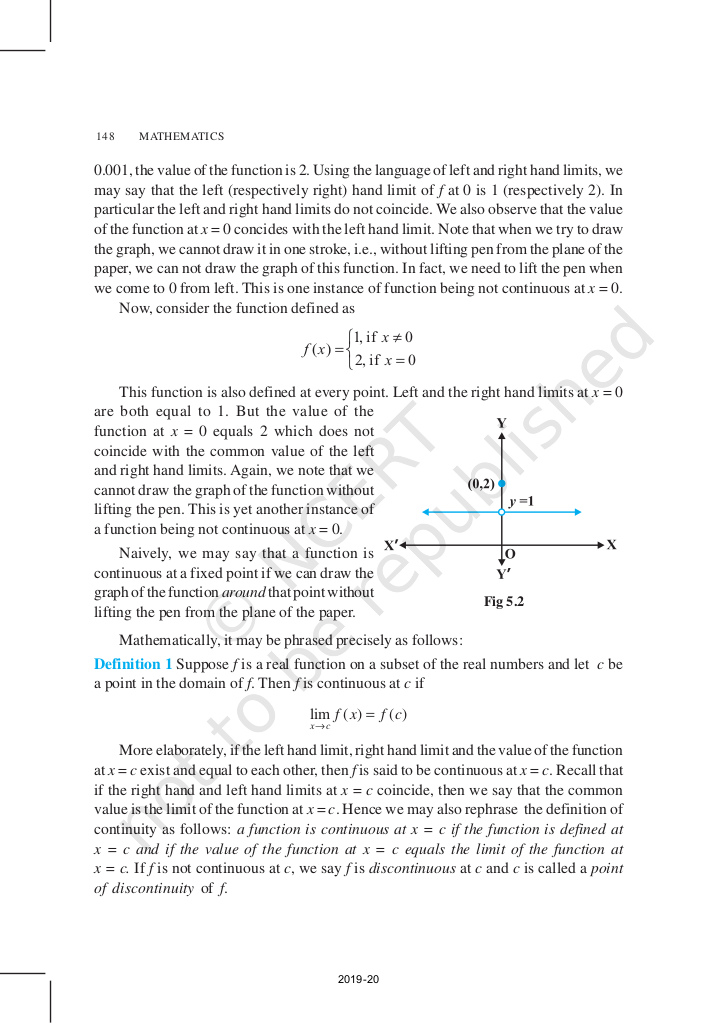 148 MATHEMATICS
0.001, the value of the function is 2. Using the language of left and right hand limits, we
may say that the left (respectively right) hand limit of f at 0 is 1 (respectively 2). In
particular the left and right hand limits do not coincide. We also observe that the value
of the function at x = 0 concides with the left hand limit. Note that when we try to draw
the graph, we cannot draw it in one stroke, i.e., without lifting pen from the plane of the
paper, we can not draw the graph of this function. In fact, we need to lift the pen when
we come to 0 from left. This is one instance of function being not continuous at x = 0.
Now, consider the function defined as
f (x) = { 1, if x ≠ 0
2, if x = 0
This function is also defined at every point. Left and the right hand limits at x = 0
are both equal to 1. But the value of the
function at x = 0 equals 2 which does not
coincide with the common value of the left
and right hand limits. Again, we note that we
cannot draw the graph of the function without
lifting the pen. This is yet another instance of
a function being not continuous at x = 0.
Naively, we may say that a function is
continuous at a fixed point if we can draw the
graph of the function around that point without
lifting the pen from the plane of the paper.
Y
(0,2)
y =1
X′
X
O
Y′
Fig 5.2
Mathematically, it may be phrased precisely as follows:
Definition 1 Suppose f is a real function on a subset of the real numbers and let c be
a point in the domain of f. Then f is continuous at c if
lim f (x) = f (c)
x→c
More elaborately, if the left hand limit, right hand limit and the value of the function
at x = c exist and equal to each other, then f is said to be continuous at x = c. Recall that
if the right hand and left hand limits at x = c coincide, then we say that the common
value is the limit of the function at x = c. Hence we may also rephrase the definition of
continuity as follows: a function is continuous at x = c if the function is defined at
x = c and if the value of the function at x = c equals the limit of the function at
x = c. If f is not continuous at c, we say f is discontinuous at c and c is called a point
of discontinuity of f.
© NCERT
not to be republished
2019-20